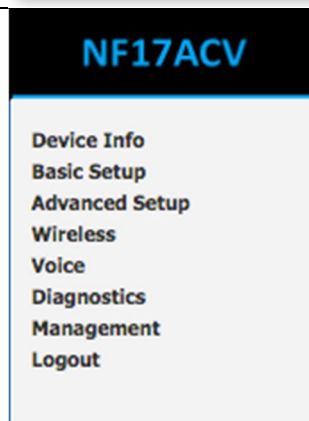 NF17ACV
Device Info
Basic Setup
Advanced Setup
Wireless
Voice
Diagnostics
Management
Logout